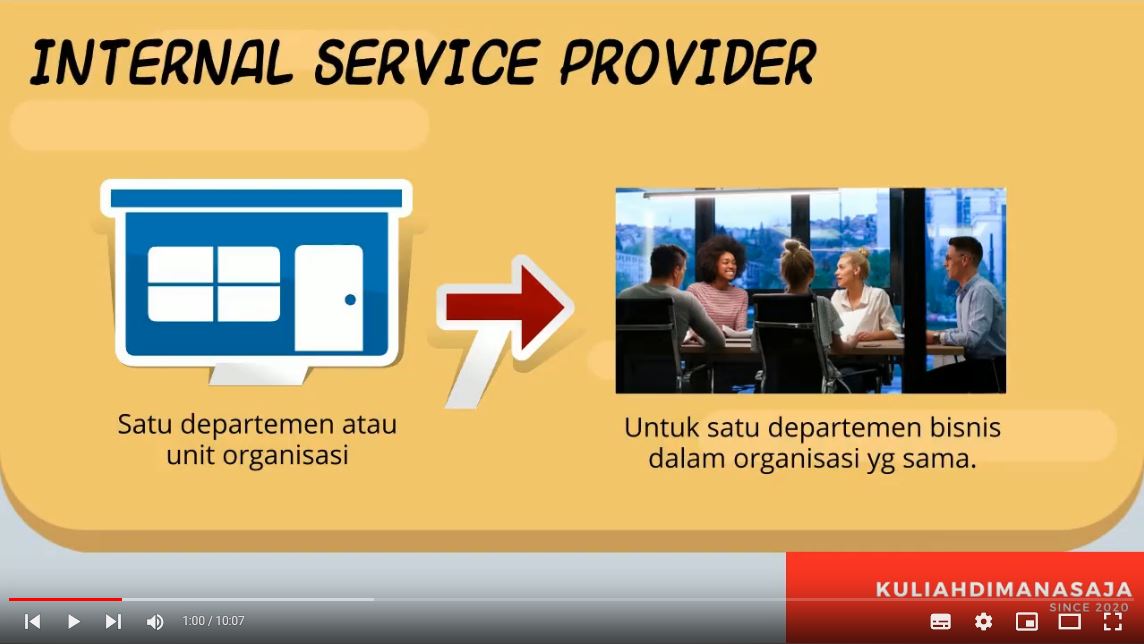 INTERNAL SERVICE PROVIDER
Satu departemen atau
unit organisasi
Untuk satu departemen bisnis
dalam organisasi yg sama.
KULIAHDIMANASAJA
SINCE 2020
1:00 / 10:07